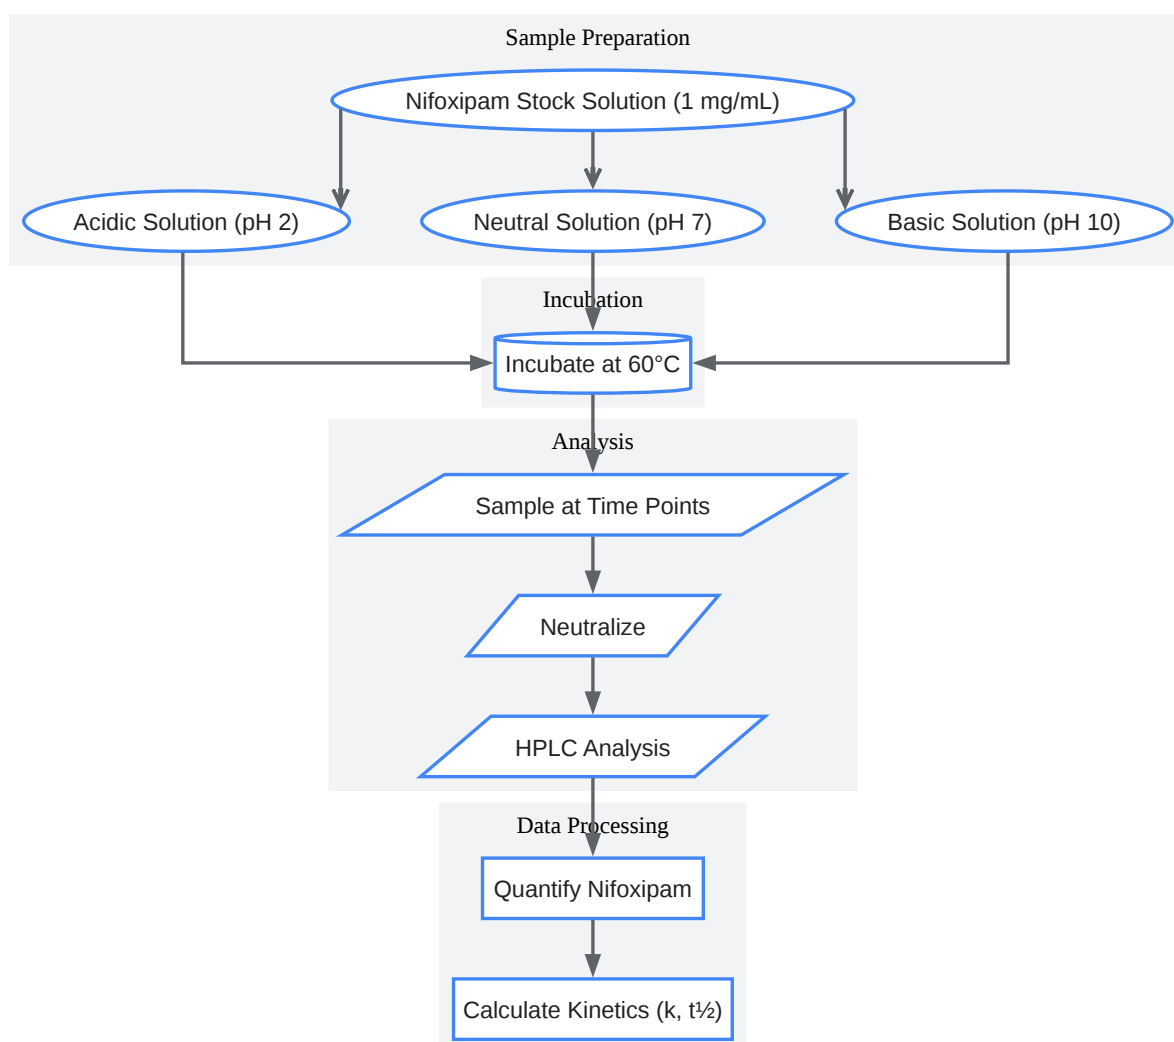 Sample Preparation
Nifoxipam Stock Solution (1 mg/mL)
Acidic Solution (pH 2)
Neutral Solution (pH 7)
Basic Solution (pH 10)
Incubation
Incubate at 60°C
Analysis
Sample at Time Points
Neutralize
HPLC Analysis
Data Processing
Quantify Nifoxipam
Calculate Kinetics (k, t½)